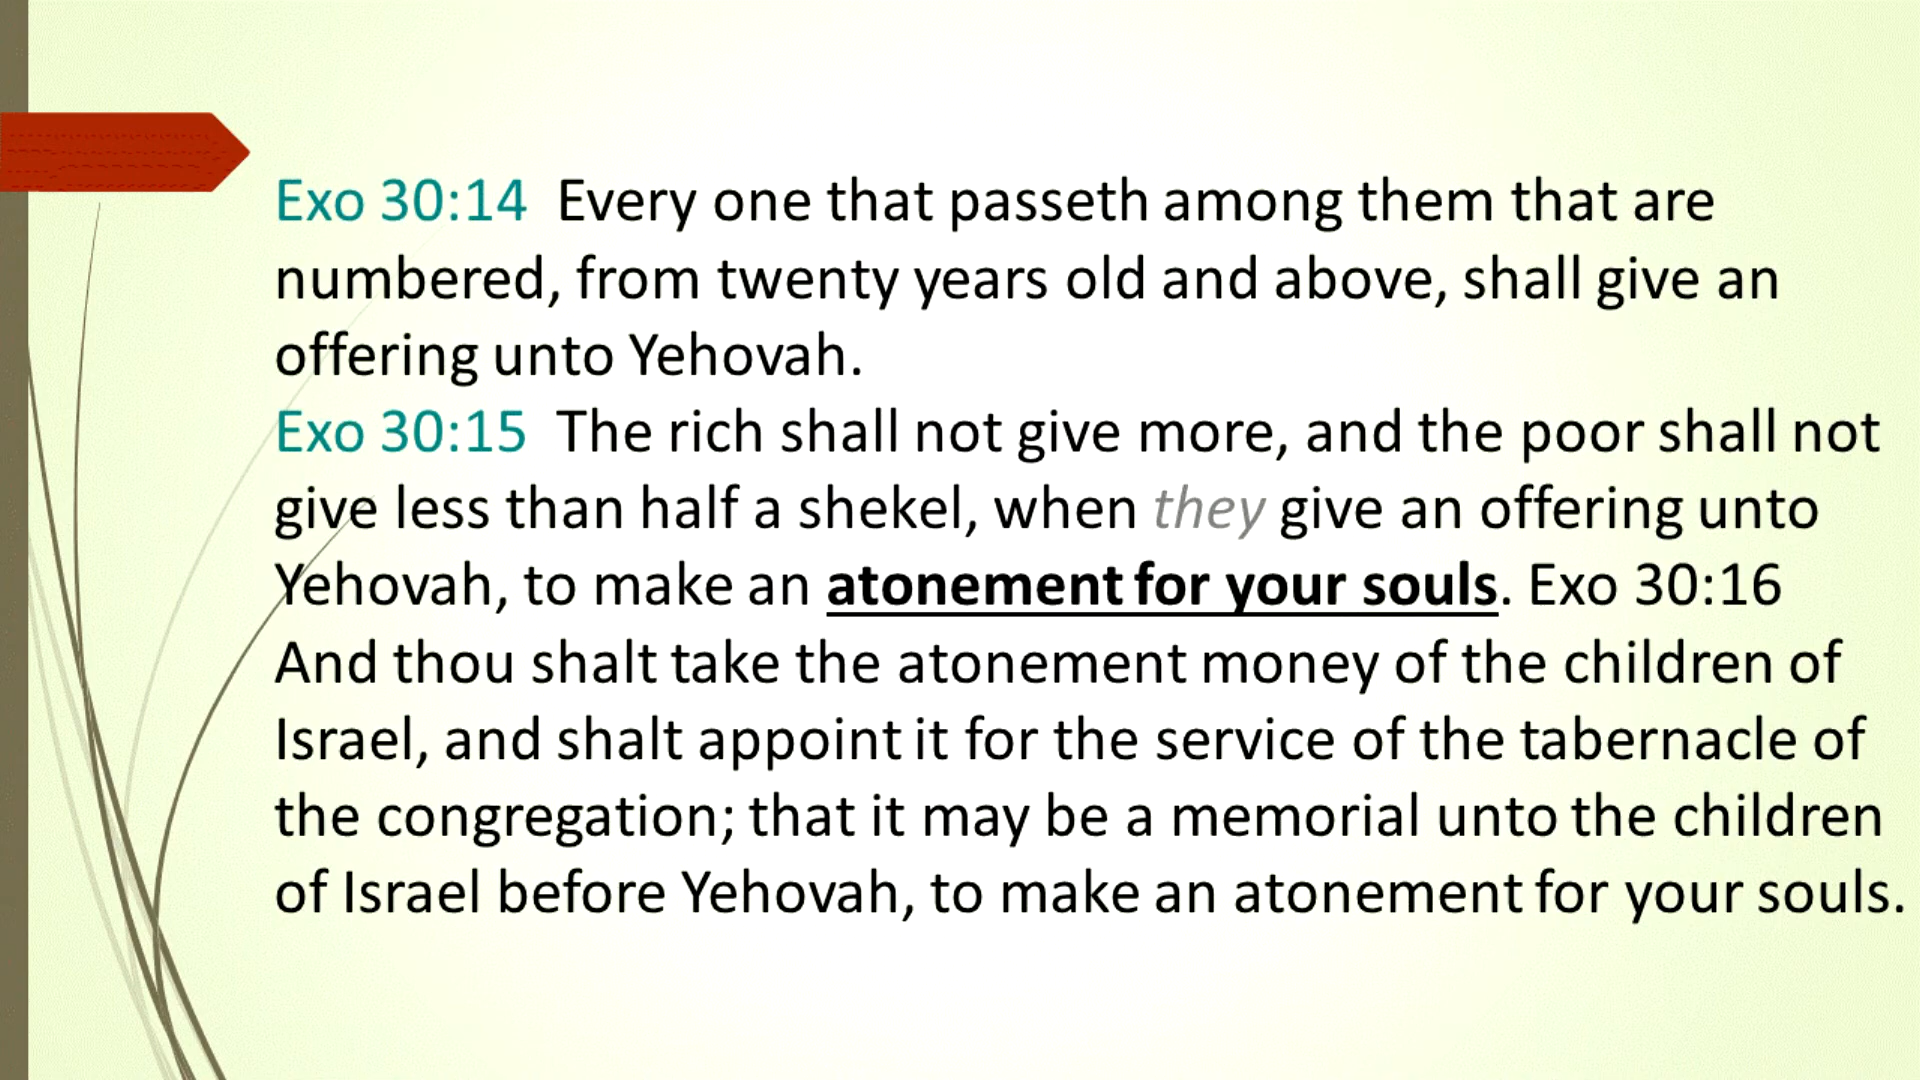 Exo 30:14 Every one that passeth among them that are
numbered, from twenty years old and above, shall give an
offering unto Yehovah.
Exo 30:15 The rich shall not give more, and the poor shall not
give less than half a shekel, when they give an offering unto
Yehovah, to make an atonement for your souls. Exo 30:16
And thou shalt take the atonement money of the children of
Israel, and shalt appoint it for the service of the tabernacle of
the congregation; that it may be a memorial unto the children
of Israel before Yehovah, to make an atonement for your souls.